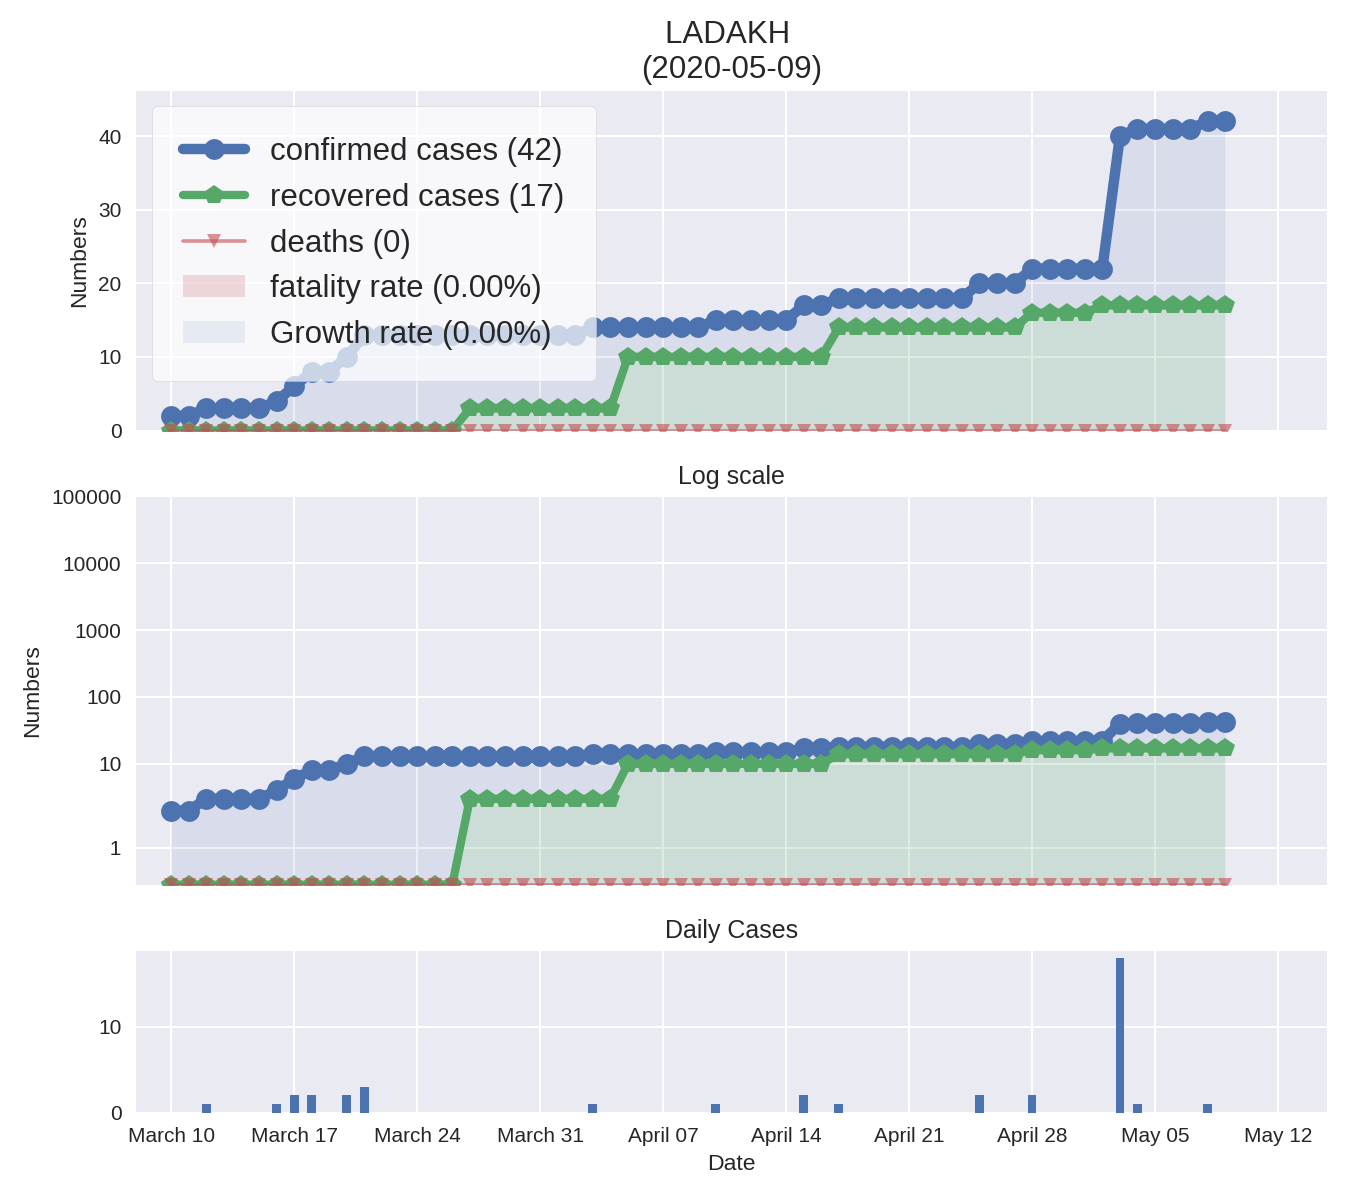 LADAKH
(2020-05-09)
confirmed cases (42)
recovered cases (17)
deaths (0)
fatality rate (0.00%)
Growth rate (0.00%)
Numbers
40
30
20
10
0
Log scale
Numbers
100000
10000
1000
100
10
1
Daily Cases
10
0
March 10 March 17 March 24 March 31 April 07 April 14 April 21 April 28 May 05 May 12
Date